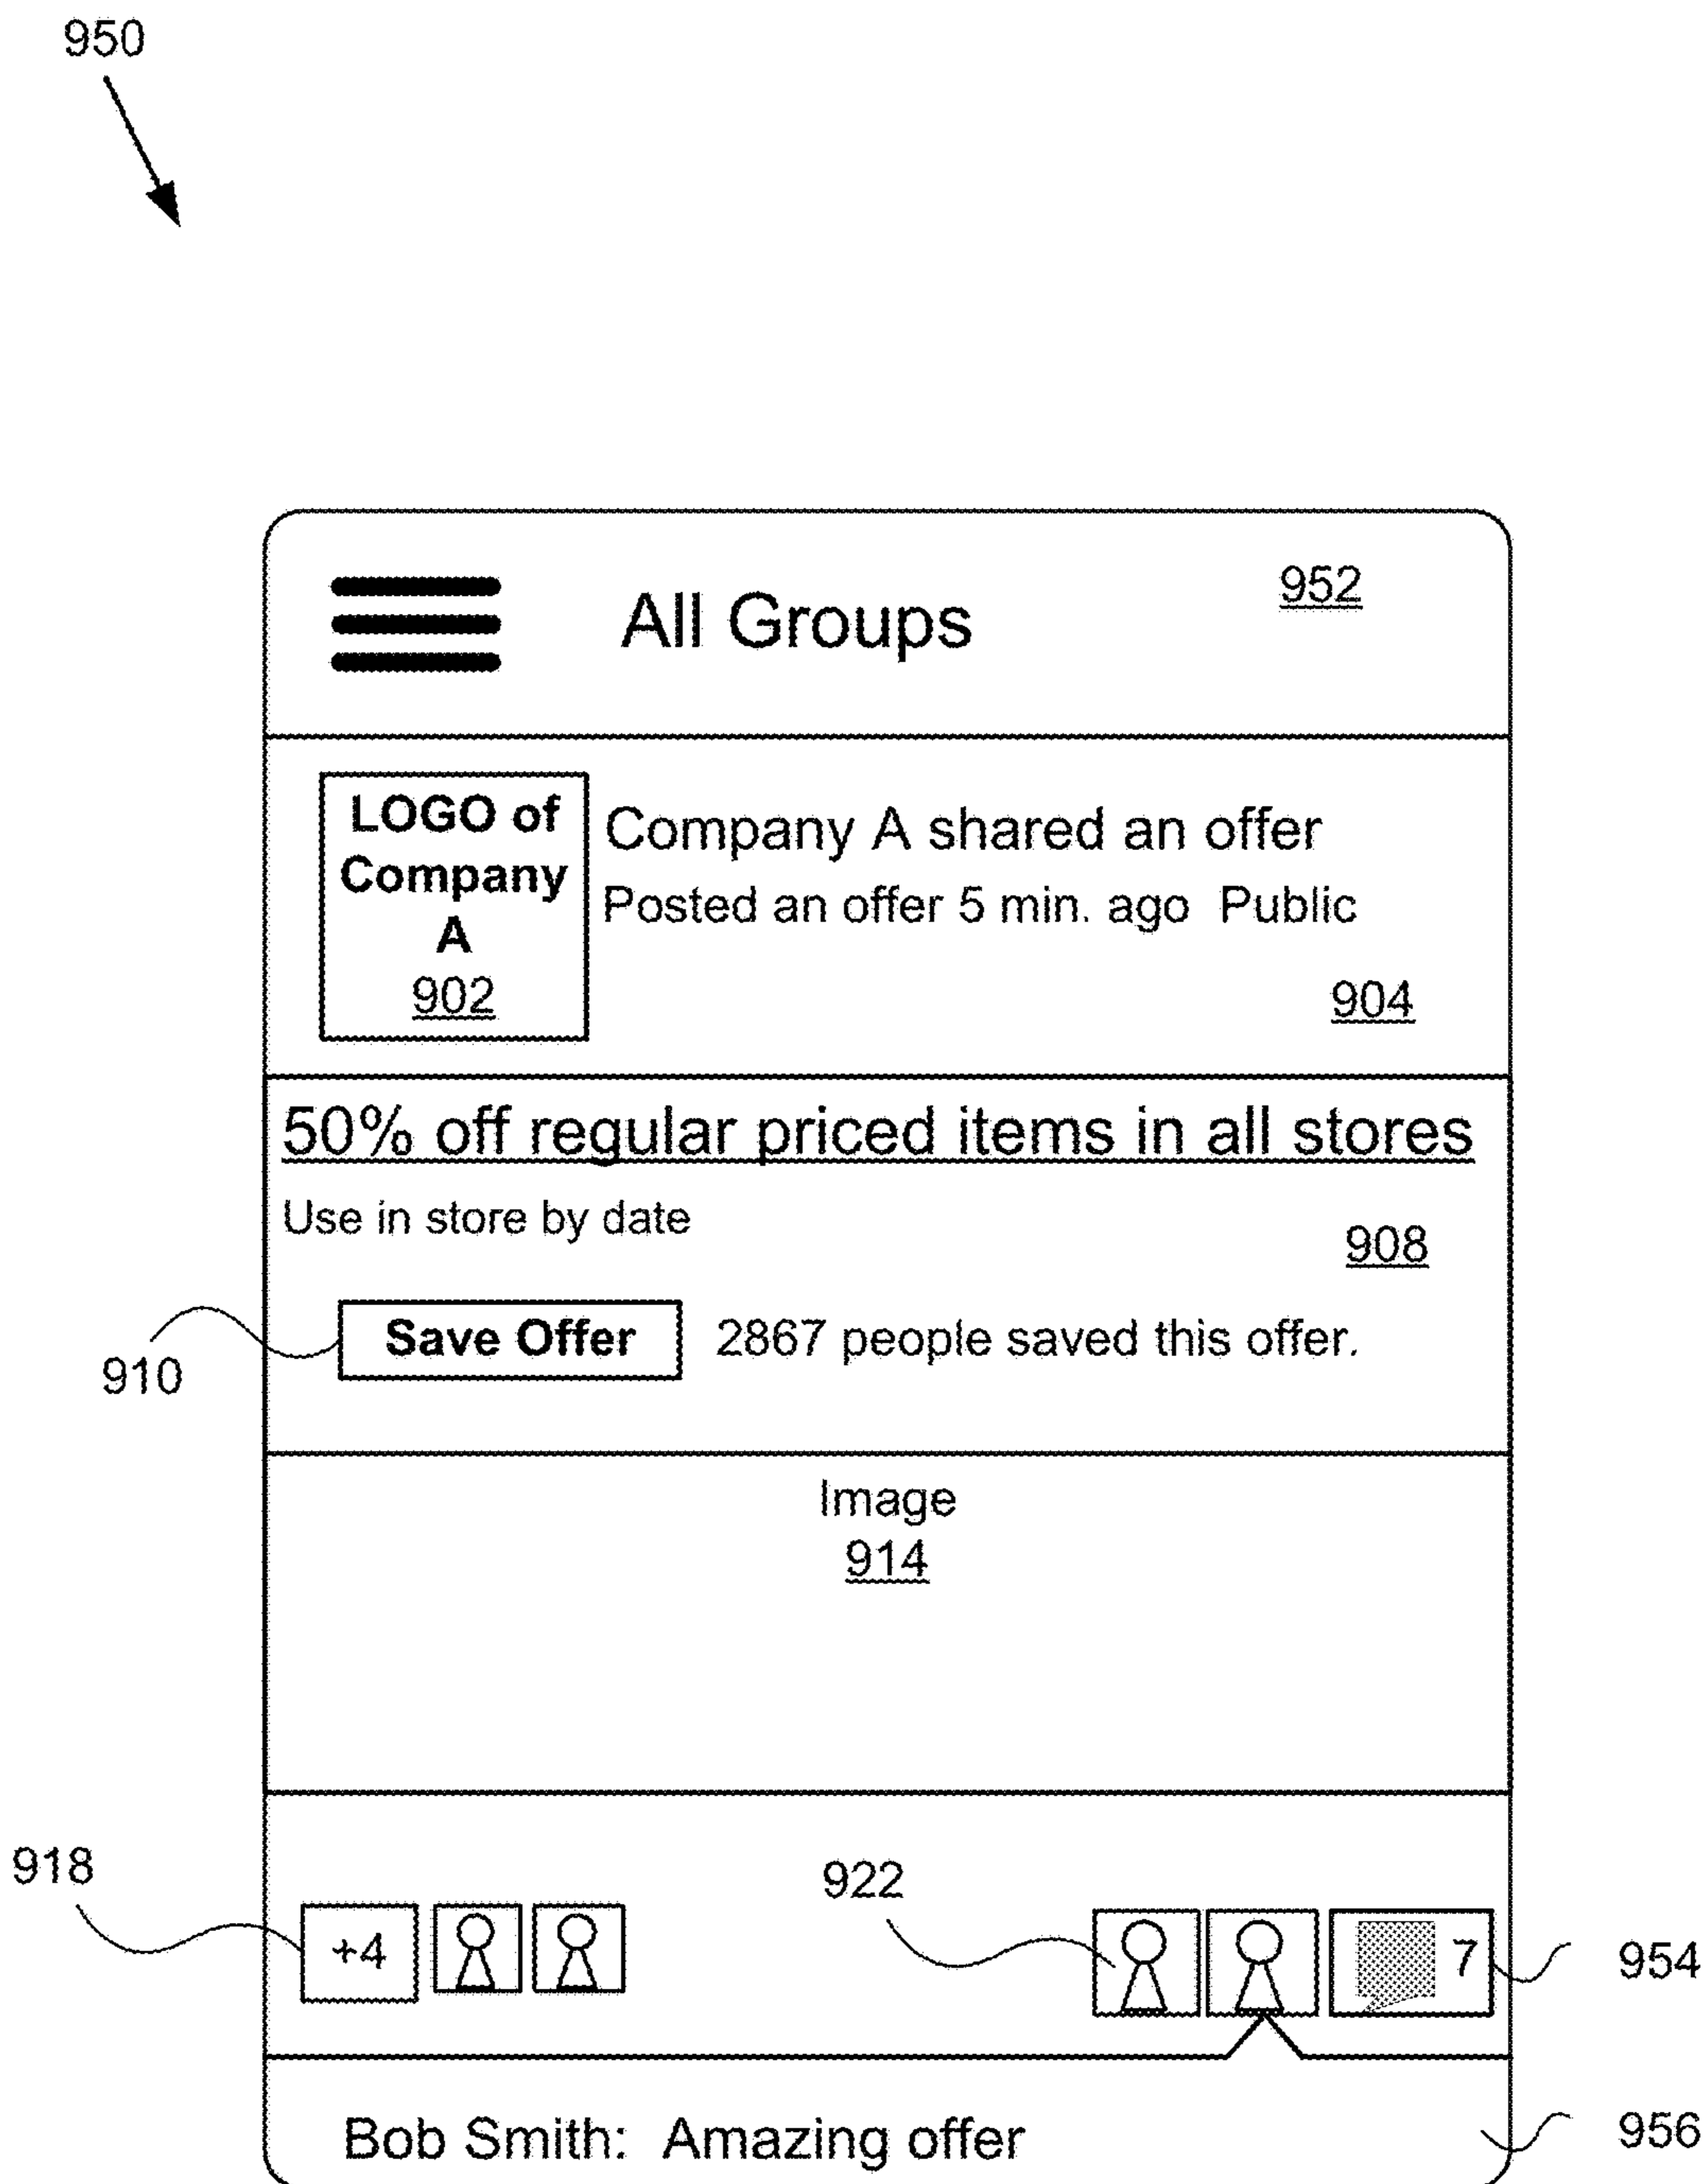 950
All Groups
952
LOGO of
Company
A
902
Company A shared an offer
Posted an offer 5 min. ago Public
904
50% off regular priced items in all stores
Use in store by date
908
910
Save Offer
2867 people saved this offer.
Image
914
918
922
+4
7
954
Bob Smith: Amazing offer
956